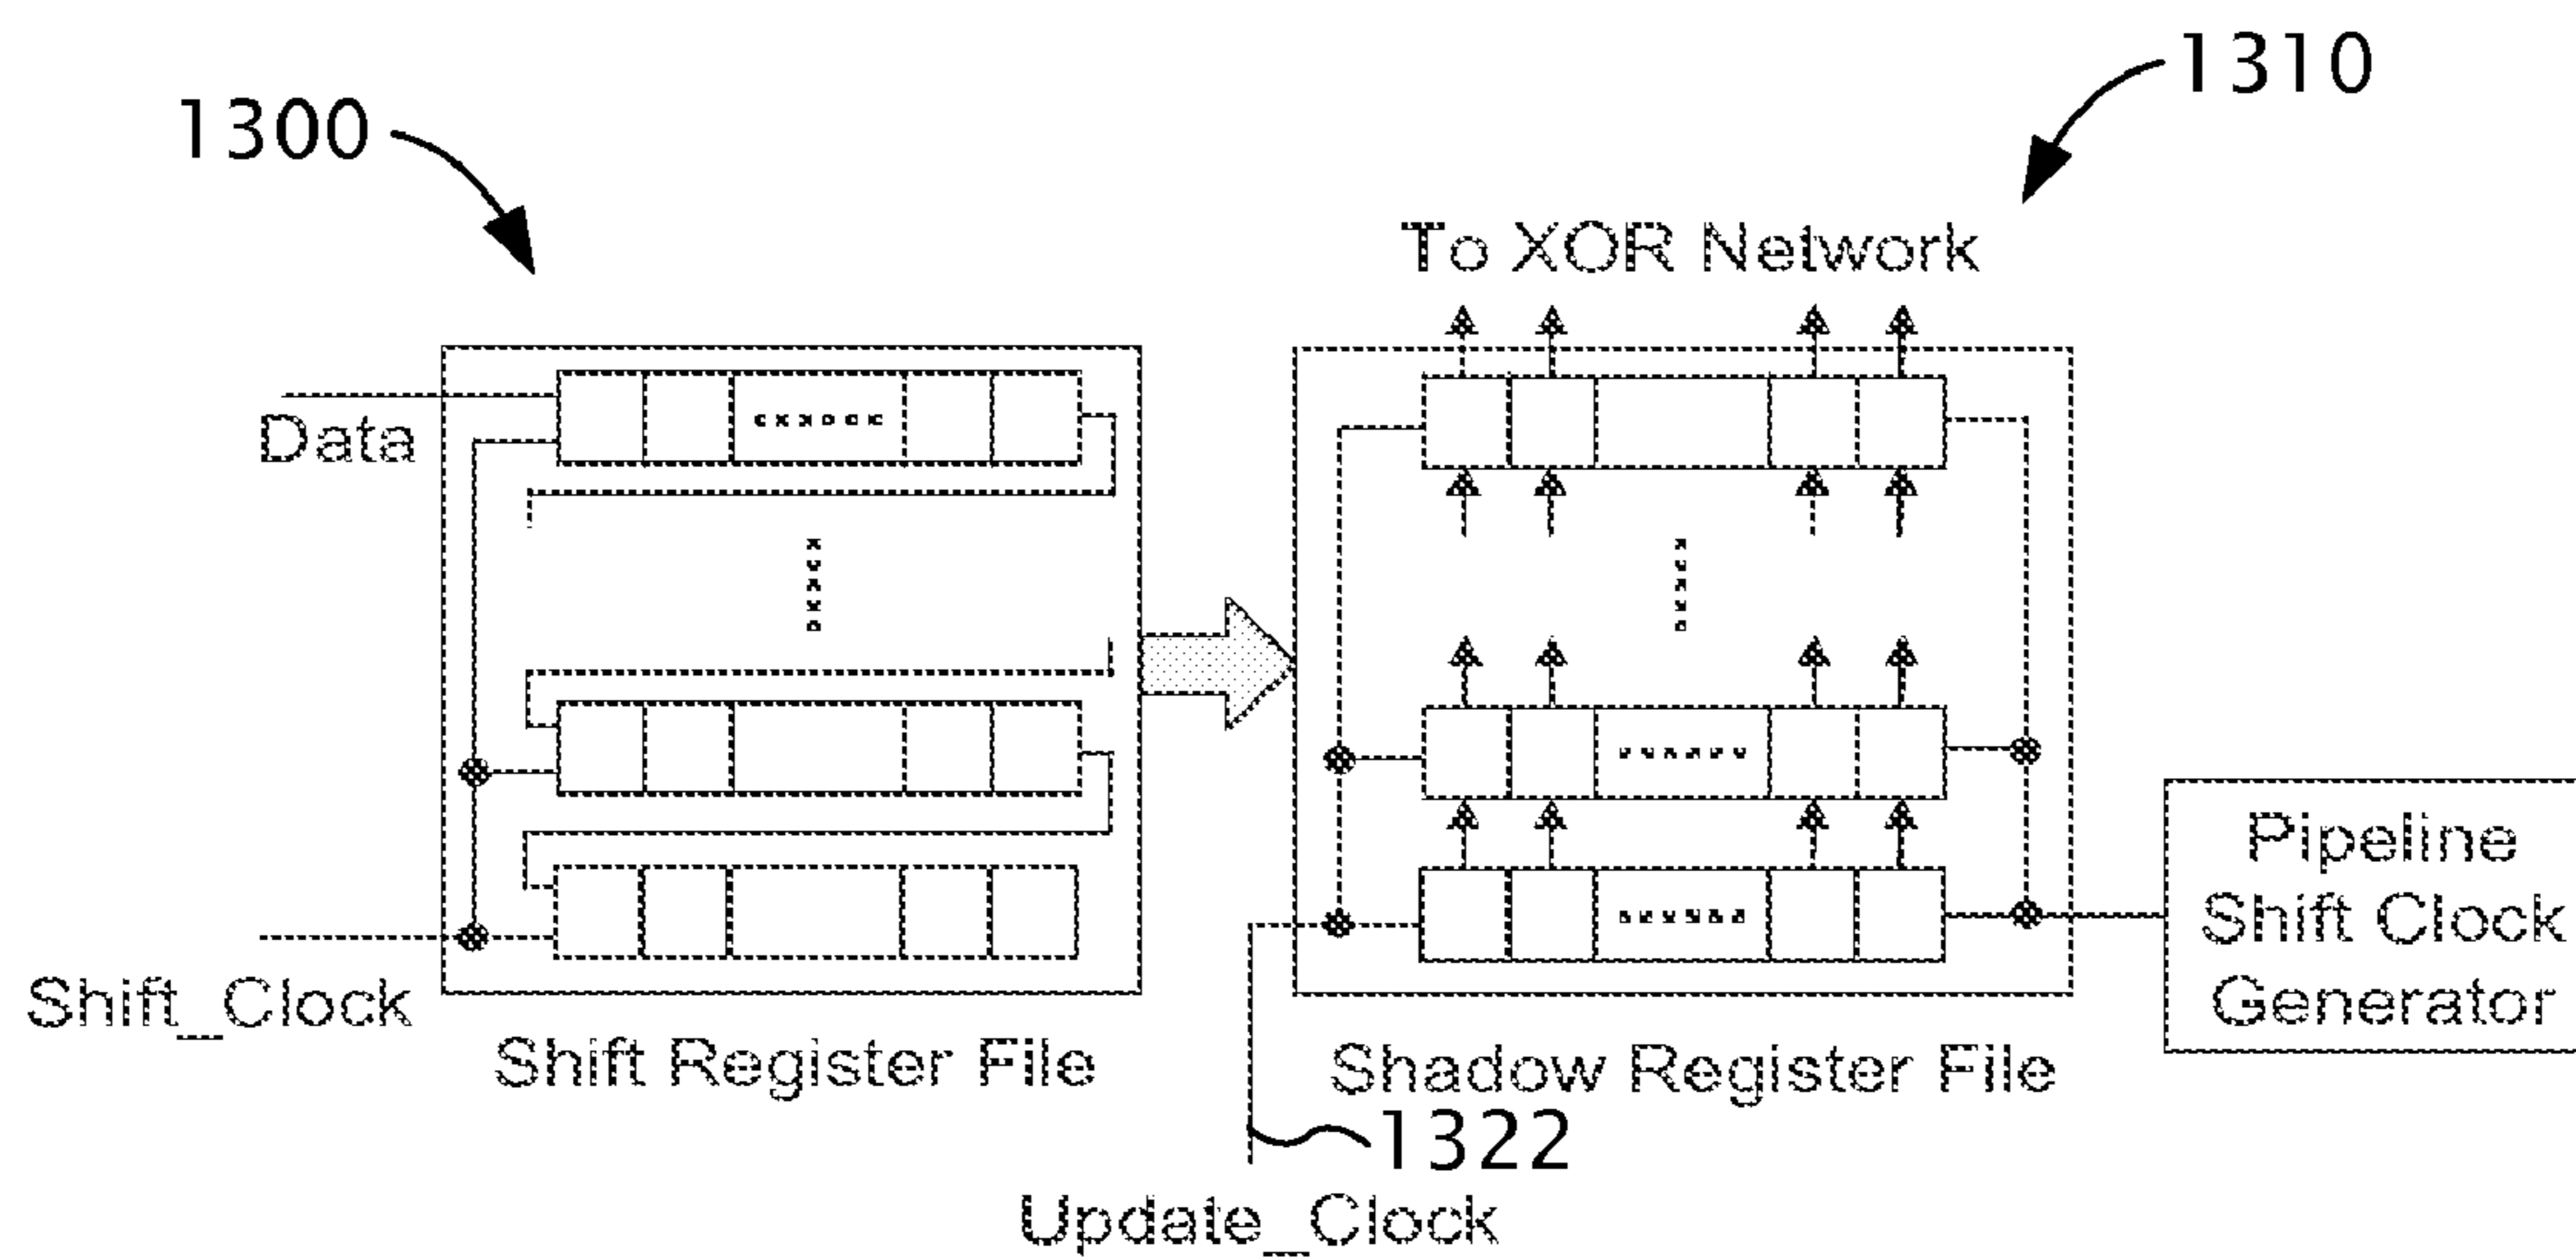 1310
1300
To XOR Network
Data
Pipeline
Shift Clock
Generator
Shift_Clock
Shift Register File
Shadow Register File
1322
Update_Clock